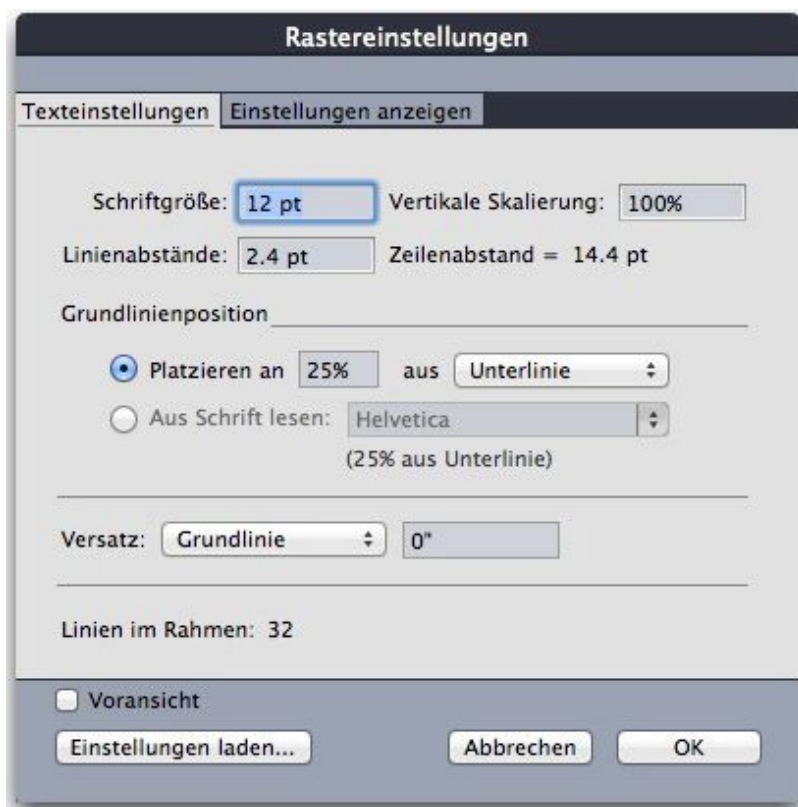 Rastereinstellungen
Texteinstellungen Einstellungen anzeigen
Schriftgröße: 12 pt Vertikale Skalierung: 100%
Linienabstände: 2.4 pt Zeilenabstand = 14.4 pt
Grundlinienposition
Platzieren an 25% aus Unterlinie
Aus Schrift lesen: Helvetica
(25% aus Unterlinie)
Versatz: Grundlinie 0"
Linien im Rahmen: 32
Voransicht
Einstellungen laden... Abbrechen OK